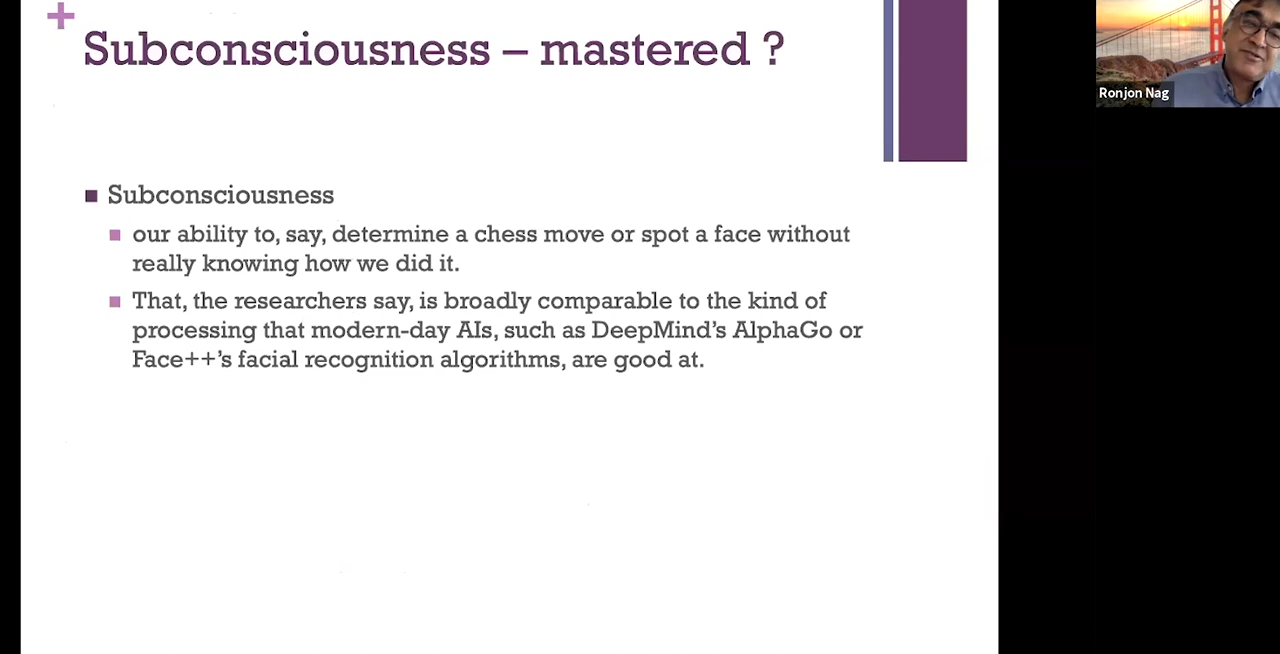 Subconsciousness – mastered ?
Subconsciousness
our ability to, say, determine a chess move or spot a face without
really knowing how we did it.
That, the researchers say, is broadly comparable to the kind of
processing that modern-day AIs, such as DeepMind’s AlphaGo or
Face++’s facial recognition algorithms, are good at.
Ronjon Nag